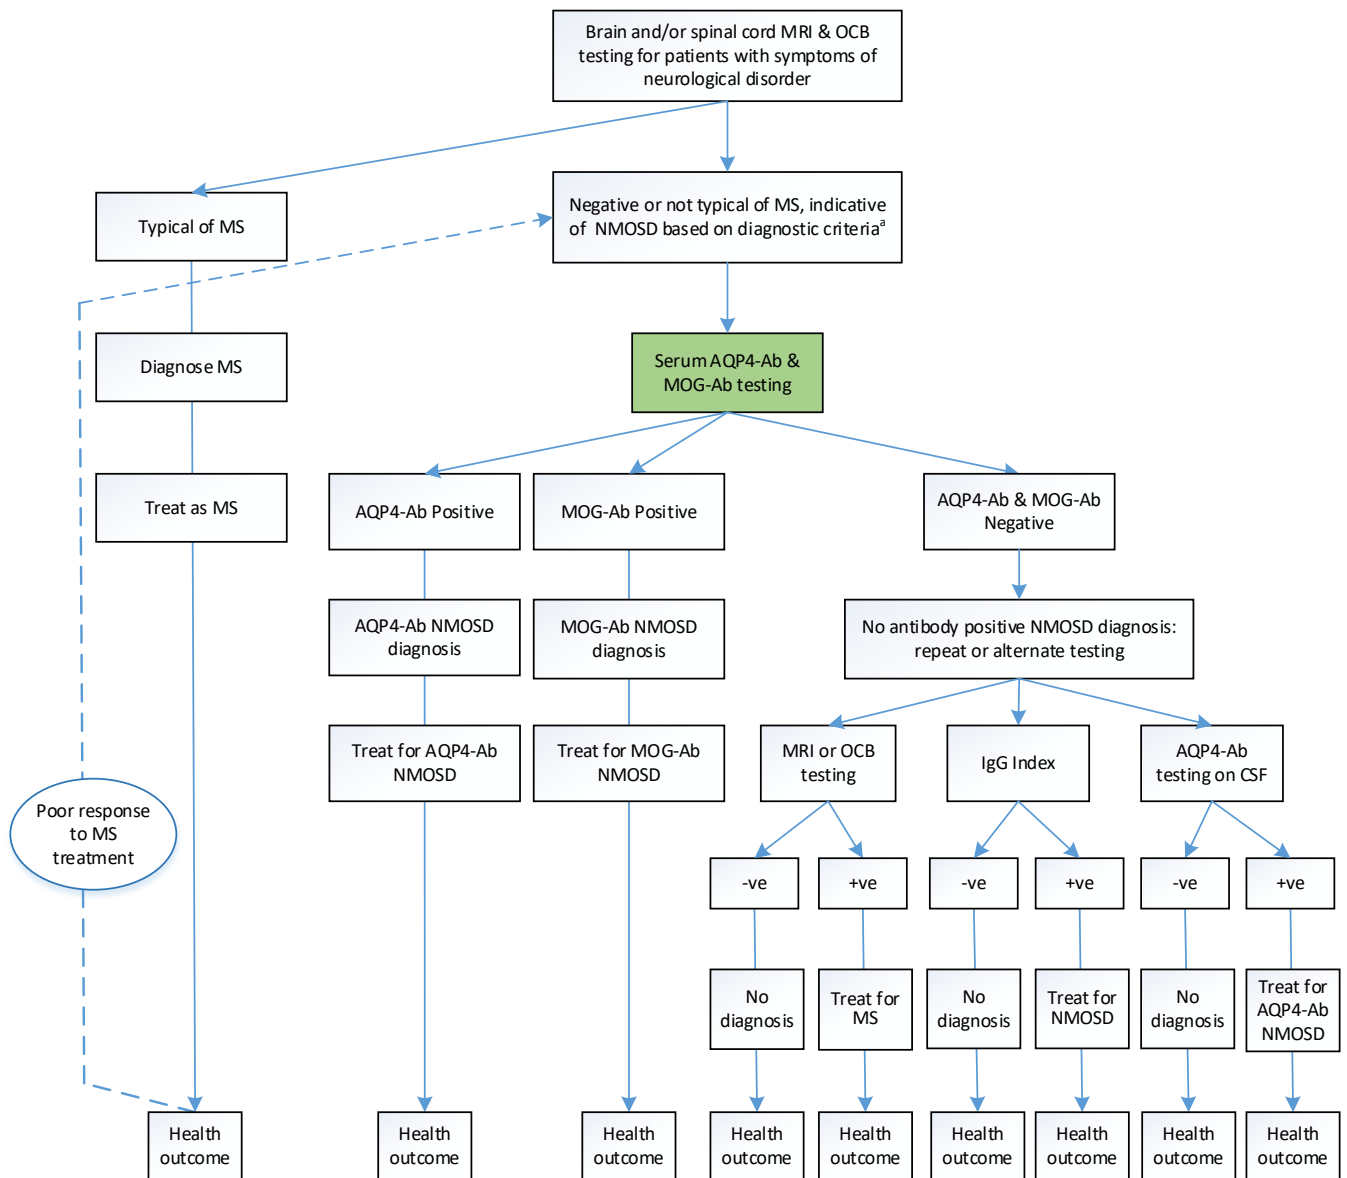 Brain and/or spinal cord MRI & OCB
testing for patients with symptoms of
neurological disorder
Typical of MS
Negative or not typical of MS, indicative
of NMOSD based on diagnostic criteriaᵃ
Diagnose MS
Serum AQP4-Ab &
MOG-Ab testing
Treat as MS
AQP4-Ab Positive
MOG-Ab Positive
AQP4-Ab & MOG-Ab
Negative
AQP4-Ab NMOSD
diagnosis
MOG-Ab NMOSD
diagnosis
No antibody positive NMOSD diagnosis:
repeat or alternate testing
Treat for AQP4-Ab
NMOSD
Treat for MOG-Ab
NMOSD
MRI or OCB
testing
IgG Index
AQP4-Ab
testing on CSF
Poor response
to MS
treatment
-ve
+ve
-ve
+ve
-ve
+ve
No
diagnosis
Treat for
MS
No
diagnosis
Treat for
NMOSD
No
diagnosis
Treat for
AQP4-Ab
NMOSD
Health
outcome
Health
outcome
Health
outcome
Health
outcome
Health
outcome
Health
outcome
Health
outcome
Health
outcome
Health
outcome